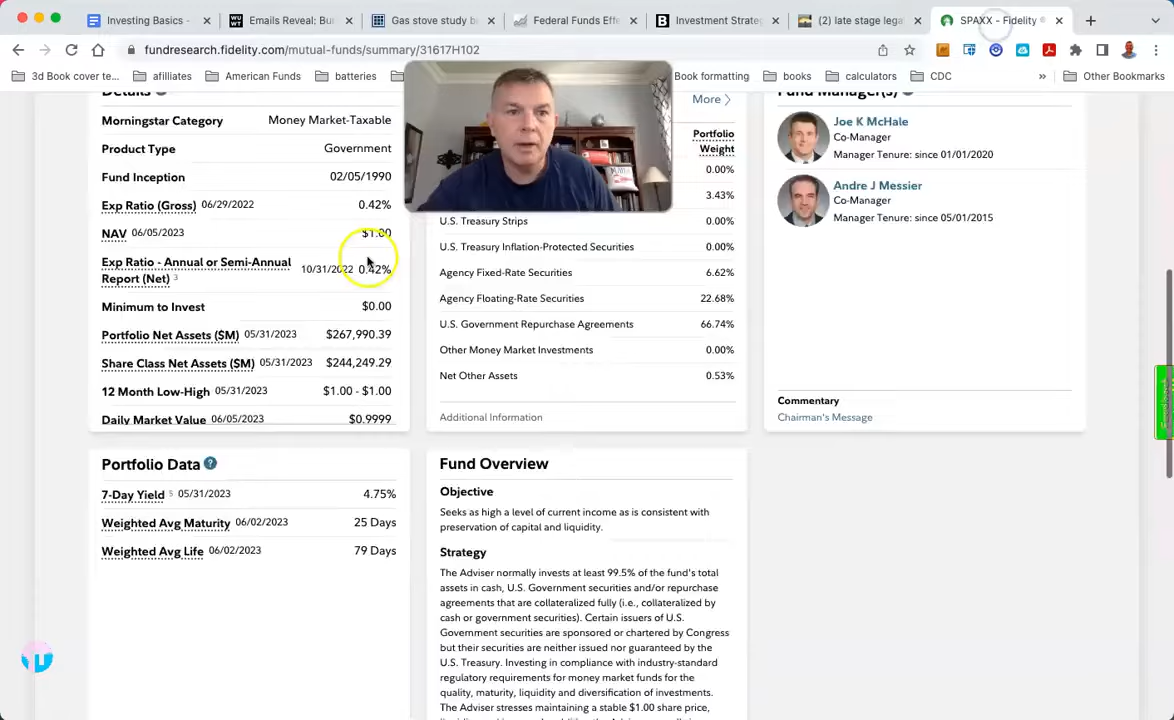 Investing Basics -
Emails Reveal: Bu
Gas stove study b
Federal Funds Eff
Investment Strateg
(2) late stage lega
SPAXX - Fidelity ®
fundresearch.fidelity.com/mutual-funds/summary/31617H102
3d Book cover te...
afiliates
American Funds
batteries
Book formatting
books
calculators
CDC
»
Other Bookmarks
Details
More
Fund Manager(s)
Morningstar Category Money Market-Taxable
Product Type Government
Fund Inception 02/05/1990
Exp Ratio (Gross) 06/29/2022 0.42%
NAV 06/05/2023 $1.00
Exp Ratio - Annual or Semi-Annual
Report (Net) 3 10/31/2022 0.42%
Minimum to Invest $0.00
Portfolio Net Assets ($M) 05/31/2023 $267,990.39
Share Class Net Assets ($M) 05/31/2023 $244,249.29
12 Month Low-High 05/31/2023 $1.00 - $1.00
Daily Market Value 06/05/2023 $0.9999
Portfolio
Weight
0.00%
3.43%
U.S. Treasury Strips 0.00%
U.S. Treasury Inflation-Protected Securities 0.00%
Agency Fixed-Rate Securities 6.62%
Agency Floating-Rate Securities 22.68%
U.S. Government Repurchase Agreements 66.74%
Other Money Market Investments 0.00%
Net Other Assets 0.53%
Additional Information
Joe K McHale
Co-Manager
Manager Tenure: since 01/01/2020
Andre J Messier
Co-Manager
Manager Tenure: since 05/01/2015
Commentary
Chairman's Message
Portfolio Data ?
7-Day Yield 5 05/31/2023 4.75%
Weighted Avg Maturity 06/02/2023 25 Days
Weighted Avg Life 06/02/2023 79 Days
Fund Overview
Objective
Seeks as high a level of current income as is consistent with
preservation of capital and liquidity.
Strategy
The Adviser normally invests at least 99.5% of the fund's total
assets in cash, U.S. Government securities and/or repurchase
agreements that are collateralized fully (i.e., collateralized by
cash or government securities). Certain issuers of U.S.
Government securities are sponsored or chartered by Congress
but their securities are neither issued nor guaranteed by the
U.S. Treasury. Investing in compliance with industry-standard
regulatory requirements for money market funds for the
quality, maturity, liquidity and diversification of investments.
The Adviser stresses maintaining a stable $1.00 share price,